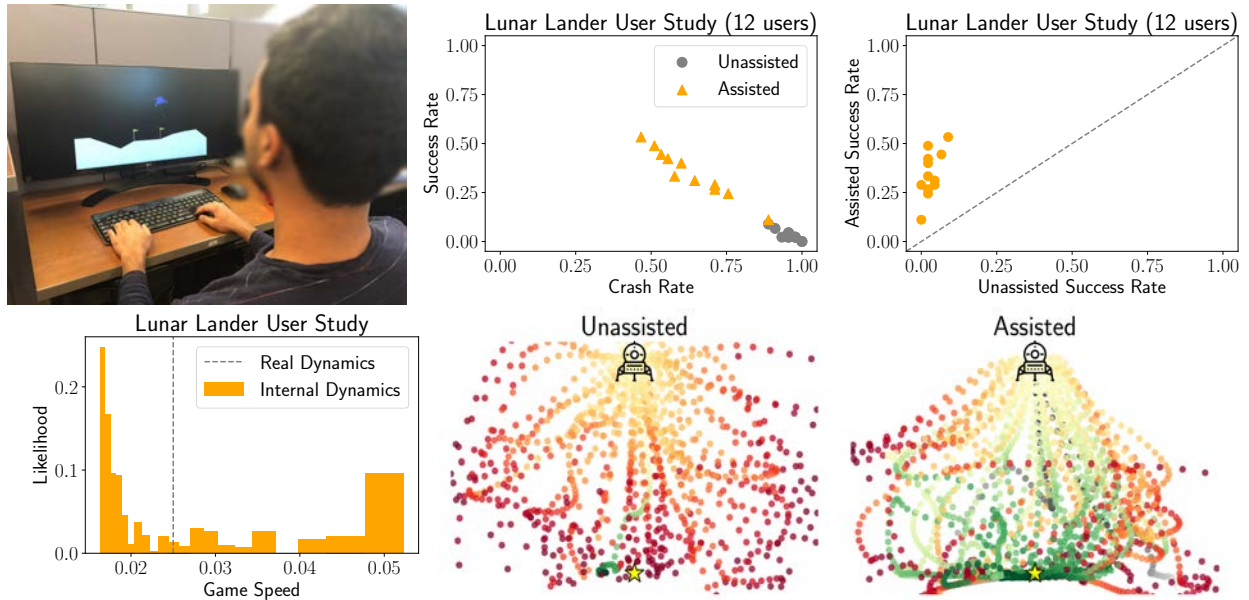 Lunar Lander User Study (12 users)
1.00
0.75
0.50
0.25
0.00
Success Rate
Unassisted
Assisted
0.00 0.25 0.50 0.75 1.00
Crash Rate
Lunar Lander User Study (12 users)
1.00
0.75
0.50
0.25
0.00
Assisted Success Rate
0.00 0.25 0.50 0.75 1.00
Unassisted Success Rate
Lunar Lander User Study
0.2
0.1
0.0
Likelihood
Real Dynamics
Internal Dynamics
0.02 0.03 0.04 0.05
Game Speed
Unassisted
Assisted